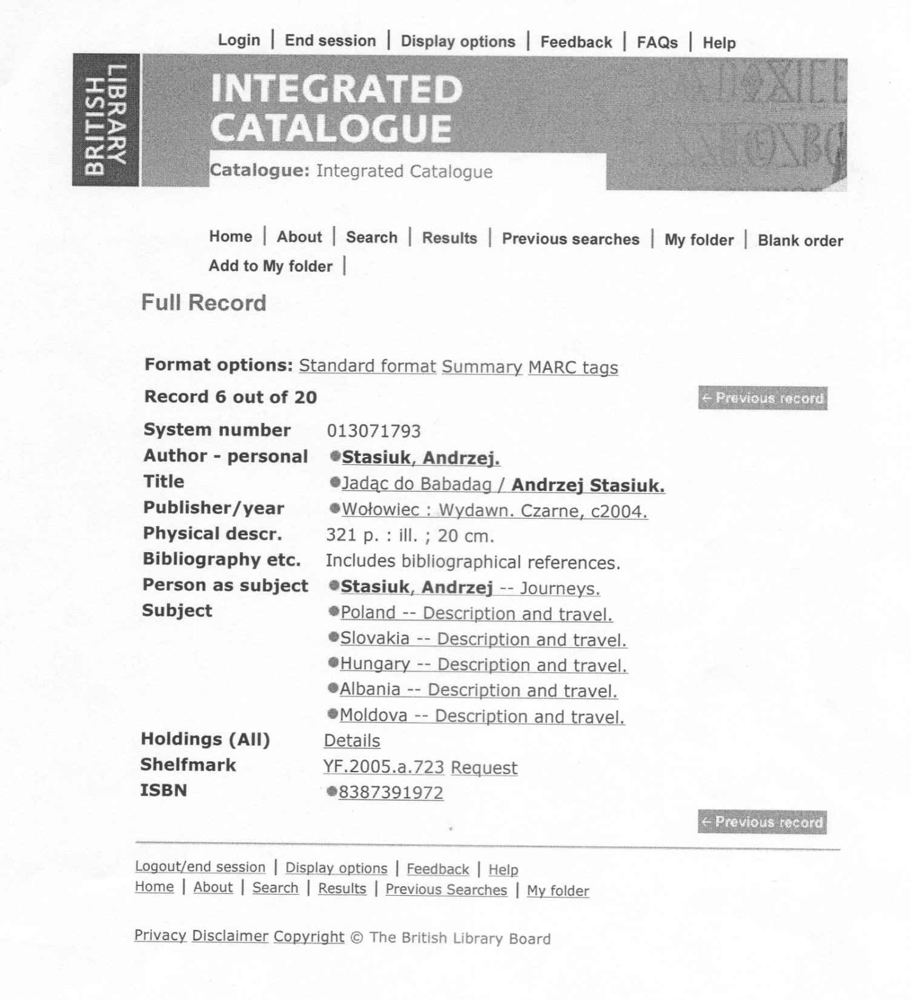 Login | End session | Display options | Feedback | FAQs | Help
BRITISH
LIBRARY
INTEGRATED
CATALOGUE
Catalogue: Integrated Catalogue
Home | About | Search | Results | Previous searches | My folder | Blank order
Add to My folder |
Full Record
Format options: Standard format Summary MARC tags
Record 6 out of 20 ← Previous record
System number 013071793
Author - personal ●Stasiuk, Andrzej.
Title ●Jadąc do Babadag / Andrzej Stasiuk.
Publisher/year ●Wołowiec : Wydawn. Czarne, c2004.
Physical descr. 321 p. : ill. ; 20 cm.
Bibliography etc. Includes bibliographical references.
Person as subject ●Stasiuk, Andrzej -- Journeys.
Subject ●Poland -- Description and travel.
●Slovakia -- Description and travel.
●Hungary -- Description and travel.
●Albania -- Description and travel.
●Moldova -- Description and travel.
Holdings (All) Details
Shelfmark YF.2005.a.723 Request
ISBN ●8387391972
← Previous record
Logout/end session | Display options | Feedback | Help
Home | About | Search | Results | Previous Searches | My folder
Privacy Disclaimer Copyright © The British Library Board